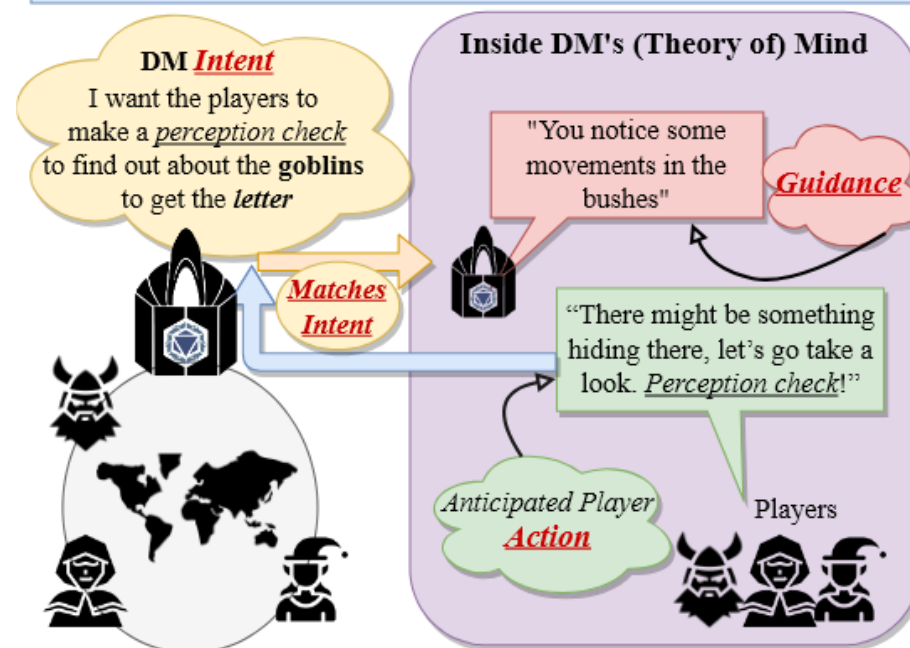 DM Intent
I want the players to
make a perception check
to find out about the goblins
to get the letter
Inside DM's (Theory of) Mind
"You notice some
movements in the
bushes"
Guidance
Matches
Intent
“There might be something
hiding there, let’s go take a
look. Perception check!”
Anticipated Player
Action
Players